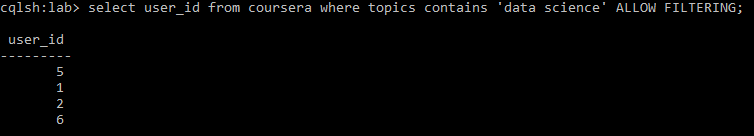 cqlsh:lab> select user_id from coursera where topics contains 'data science' ALLOW FILTERING;
user_id
---------
5
1
2
6